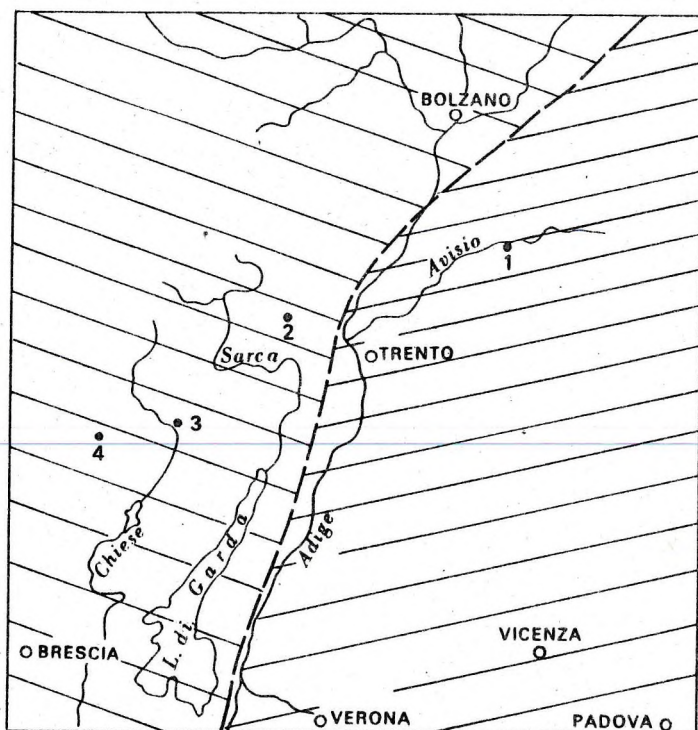 BOLZANO
Avisio
1
2
TRENTO
Sarca
3
4
Chiese
L. di Garda
Adige
BRESCIA
VICENZA
VERONA
PADOVA